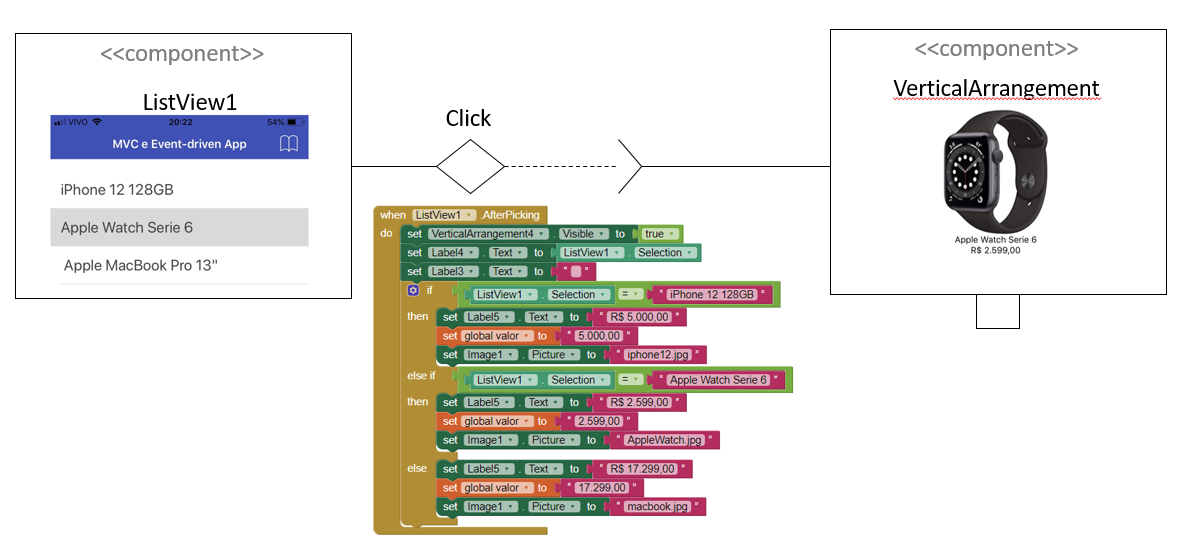 <<component>>
ListView1
VIVO 20:22 54%
MVC e Event-driven App
iPhone 12 128GB
Apple Watch Serie 6
Apple MacBook Pro 13"
Click
<<component>>
VerticalArrangement
Apple Watch Serie 6
R$ 2.599,00
when ListView1 .AfterPicking
do set VerticalArrangement4 . Visible to true
set Label4 . Text to ListView1 . Selection
set Label3 . Text to " "
if ListView1 . Selection = " iPhone 12 128GB "
then set Label5 . Text to " R$ 5.000,00 "
set global valor to " 5.000,00 "
set Image1 . Picture to " iphone12.jpg "
else if ListView1 . Selection = " Apple Watch Serie 6 "
then set Label5 . Text to " R$ 2.599,00 "
set global valor to " 2.599,00 "
set Image1 . Picture to " AppleWatch.jpg "
else set Label5 . Text to " R$ 17.299,00 "
set global valor to " 17.299,00 "
set Image1 . Picture to " macbook.jpg "